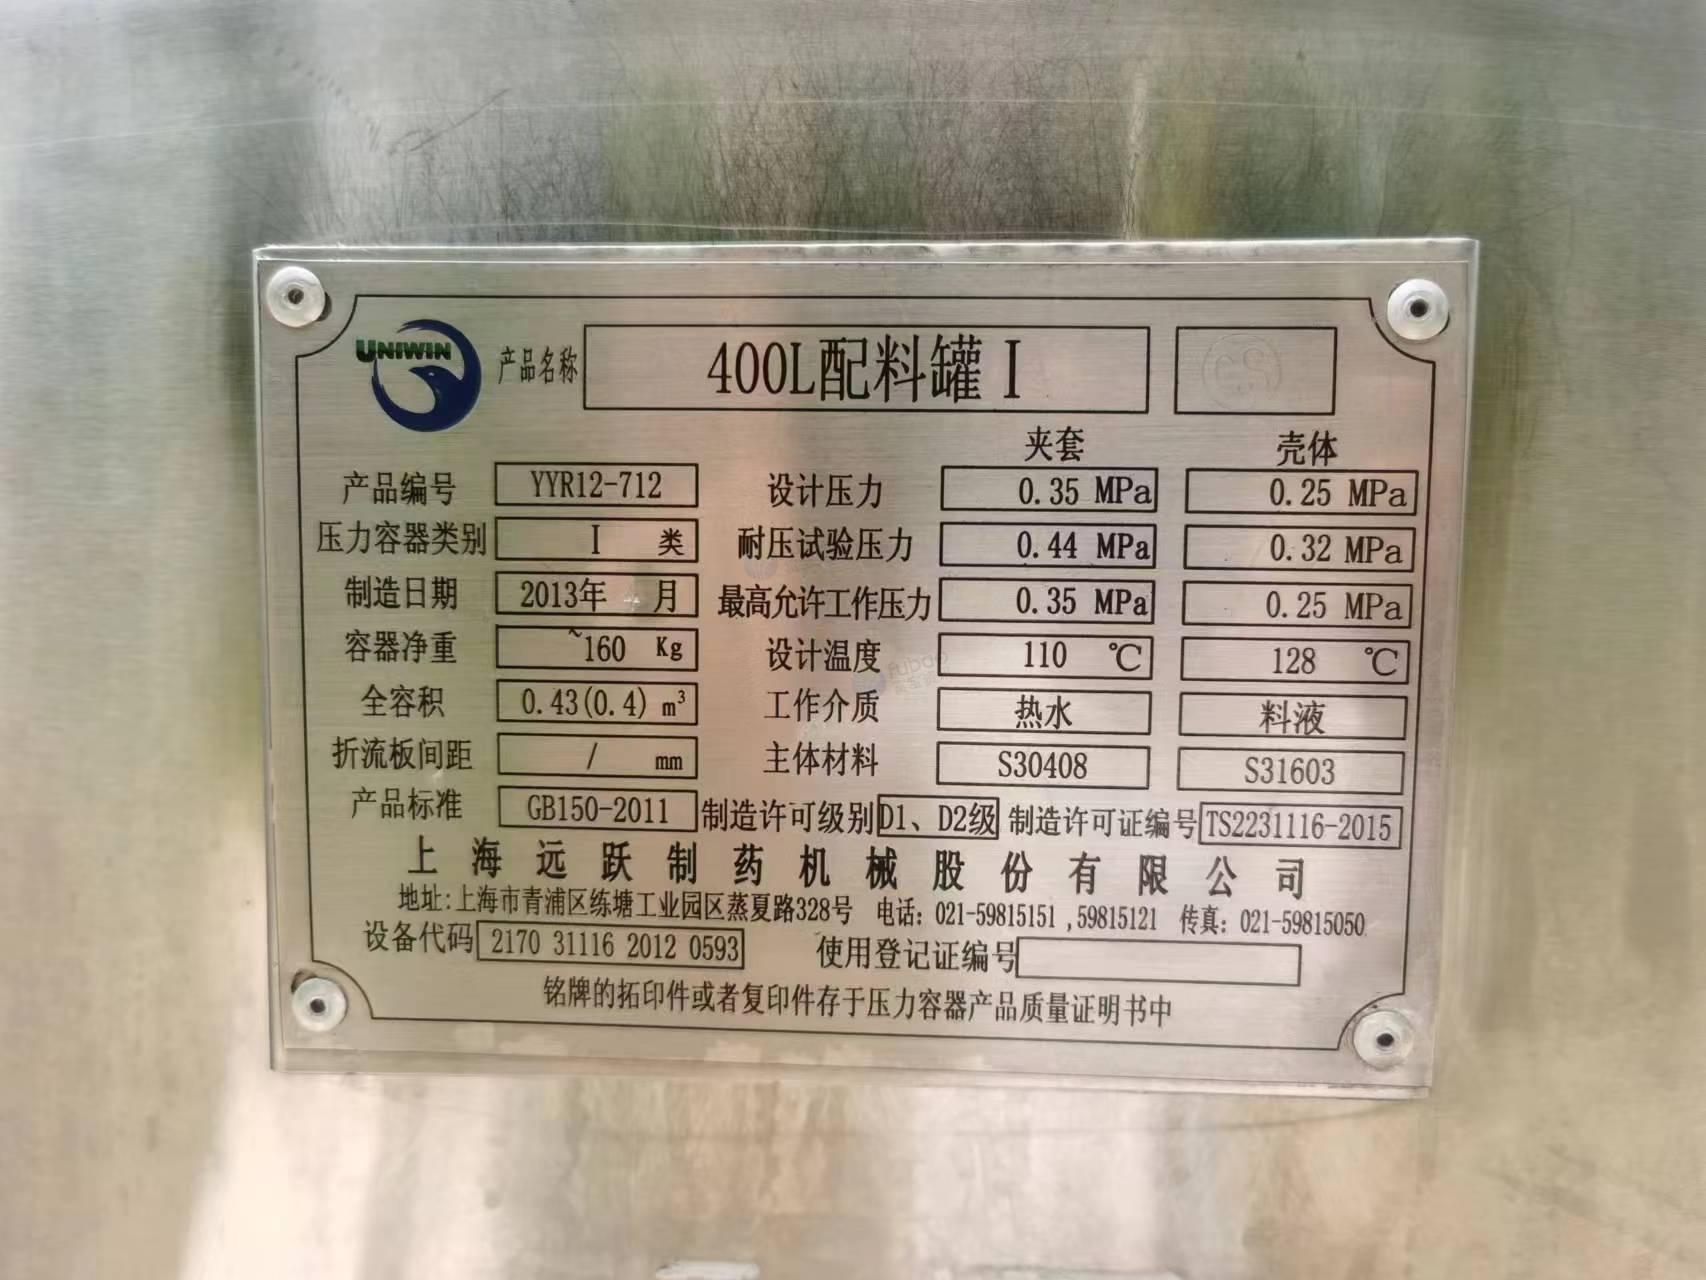 UNIWIN 产品名称 400L配料罐 I
夹套 壳体
产品编号 YYR12-712 设计压力 0.35 MPa 0.25 MPa
压力容器类别 I 类 耐压试验压力 0.44 MPa 0.32 MPa
制造日期 2013年 4 月 最高允许工作压力 0.35 MPa 0.25 MPa
容器净重 ~160 Kg 设计温度 110 ℃ 128 ℃
全容积 0.43(0.4) m³ 工作介质 热水 料液
折流板间距 / mm 主体材料 S30408 S31603
产品标准 GB150-2011 制造许可级别 D1、D2级 制造许可证编号 TS2231116-2015
上海远跃制药机械股份有限公司
地址:上海市青浦区练塘工业园区蒸夏路328号 电话: 021-59815151 ,59815121 传真: 021-59815050
设备代码 2170 31116 2012 0593 使用登记证编号
铭牌的拓印件或者复印件存于压力容器产品质量证明书中